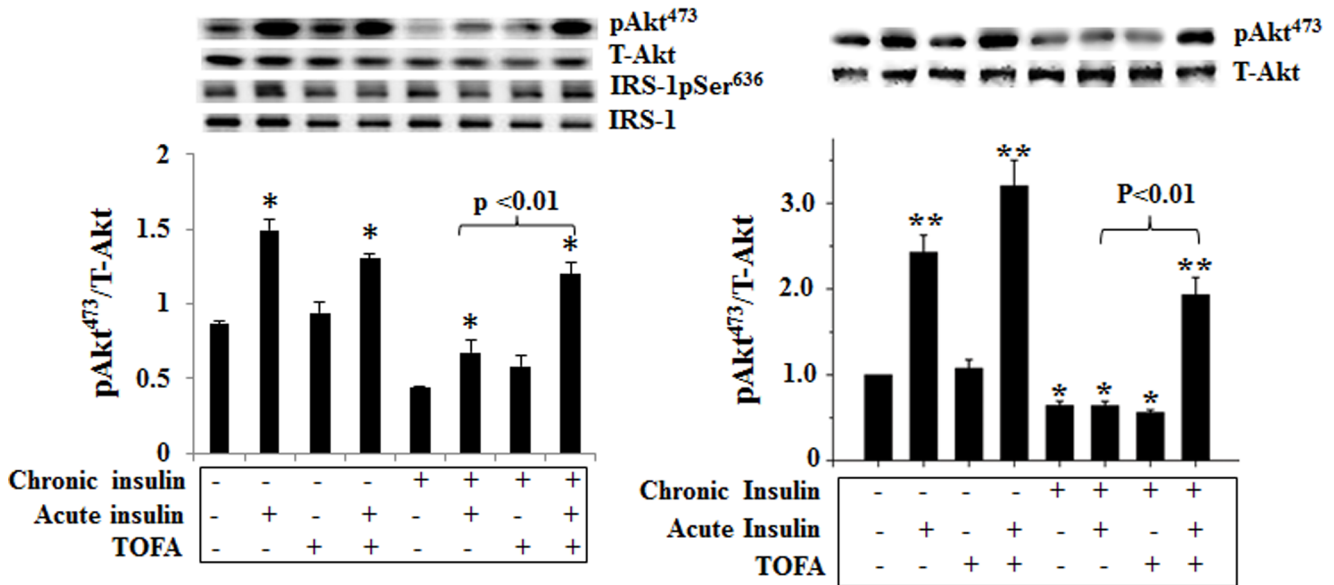 pAkt⁴⁷³
T-Akt
IRS-1pSer⁶³⁶
IRS-1
pAkt⁴⁷³/T-Akt
2
1.5
1
0.5
0
* * * * *
p <0.01
Chronic insulin - - - - + + + +
Acute insulin - + - + - + - +
TOFA - - + + - - + +
pAkt⁴⁷³
T-Akt
pAkt⁴⁷³/T-Akt
3.0
2.0
1.0
0
** ** * * * **
P<0.01
Chronic Insulin - - - - + + + +
Acute Insulin - + - + - + - +
TOFA - - + + - - + +